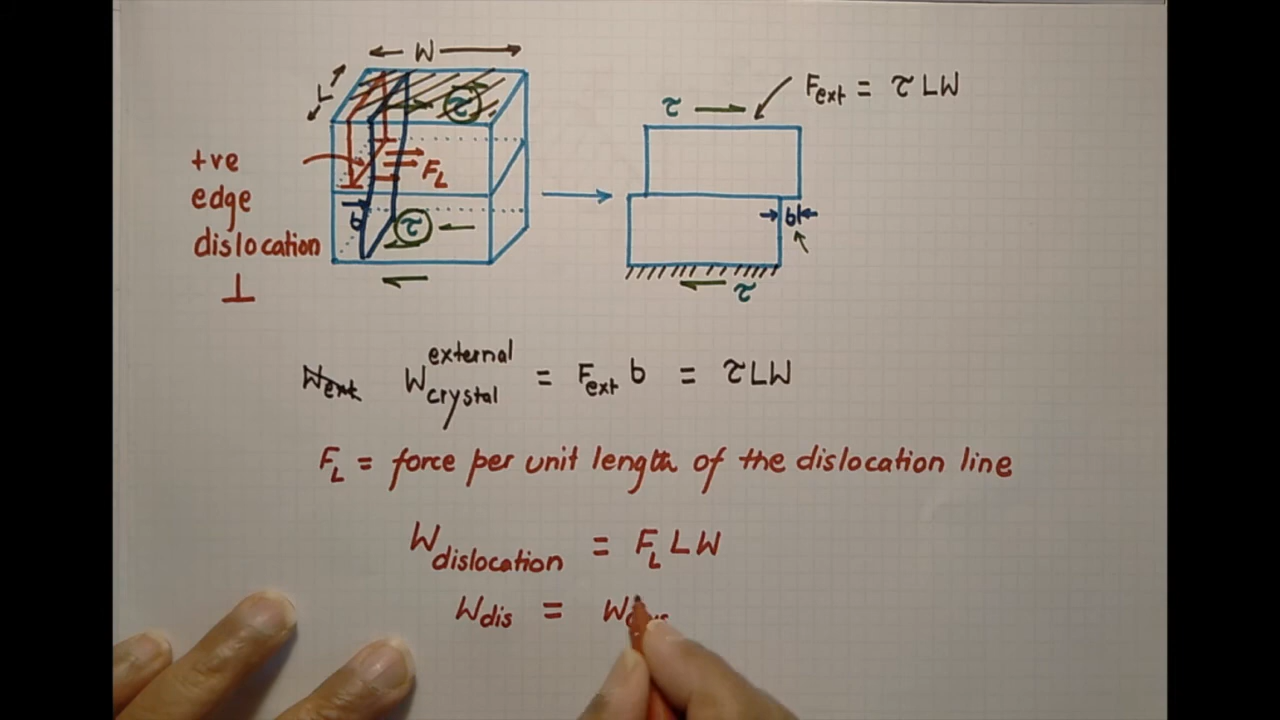 W
L
τ
F_ext = τ L W
τ
+ve
edge
dislocation
⊥
F_L
b
τ
b
τ
W_ext W_crystal^external = F_ext b = τ L W
F_L = force per unit length of the dislocation line
W_dislocation = F_L L W
W_dis = W